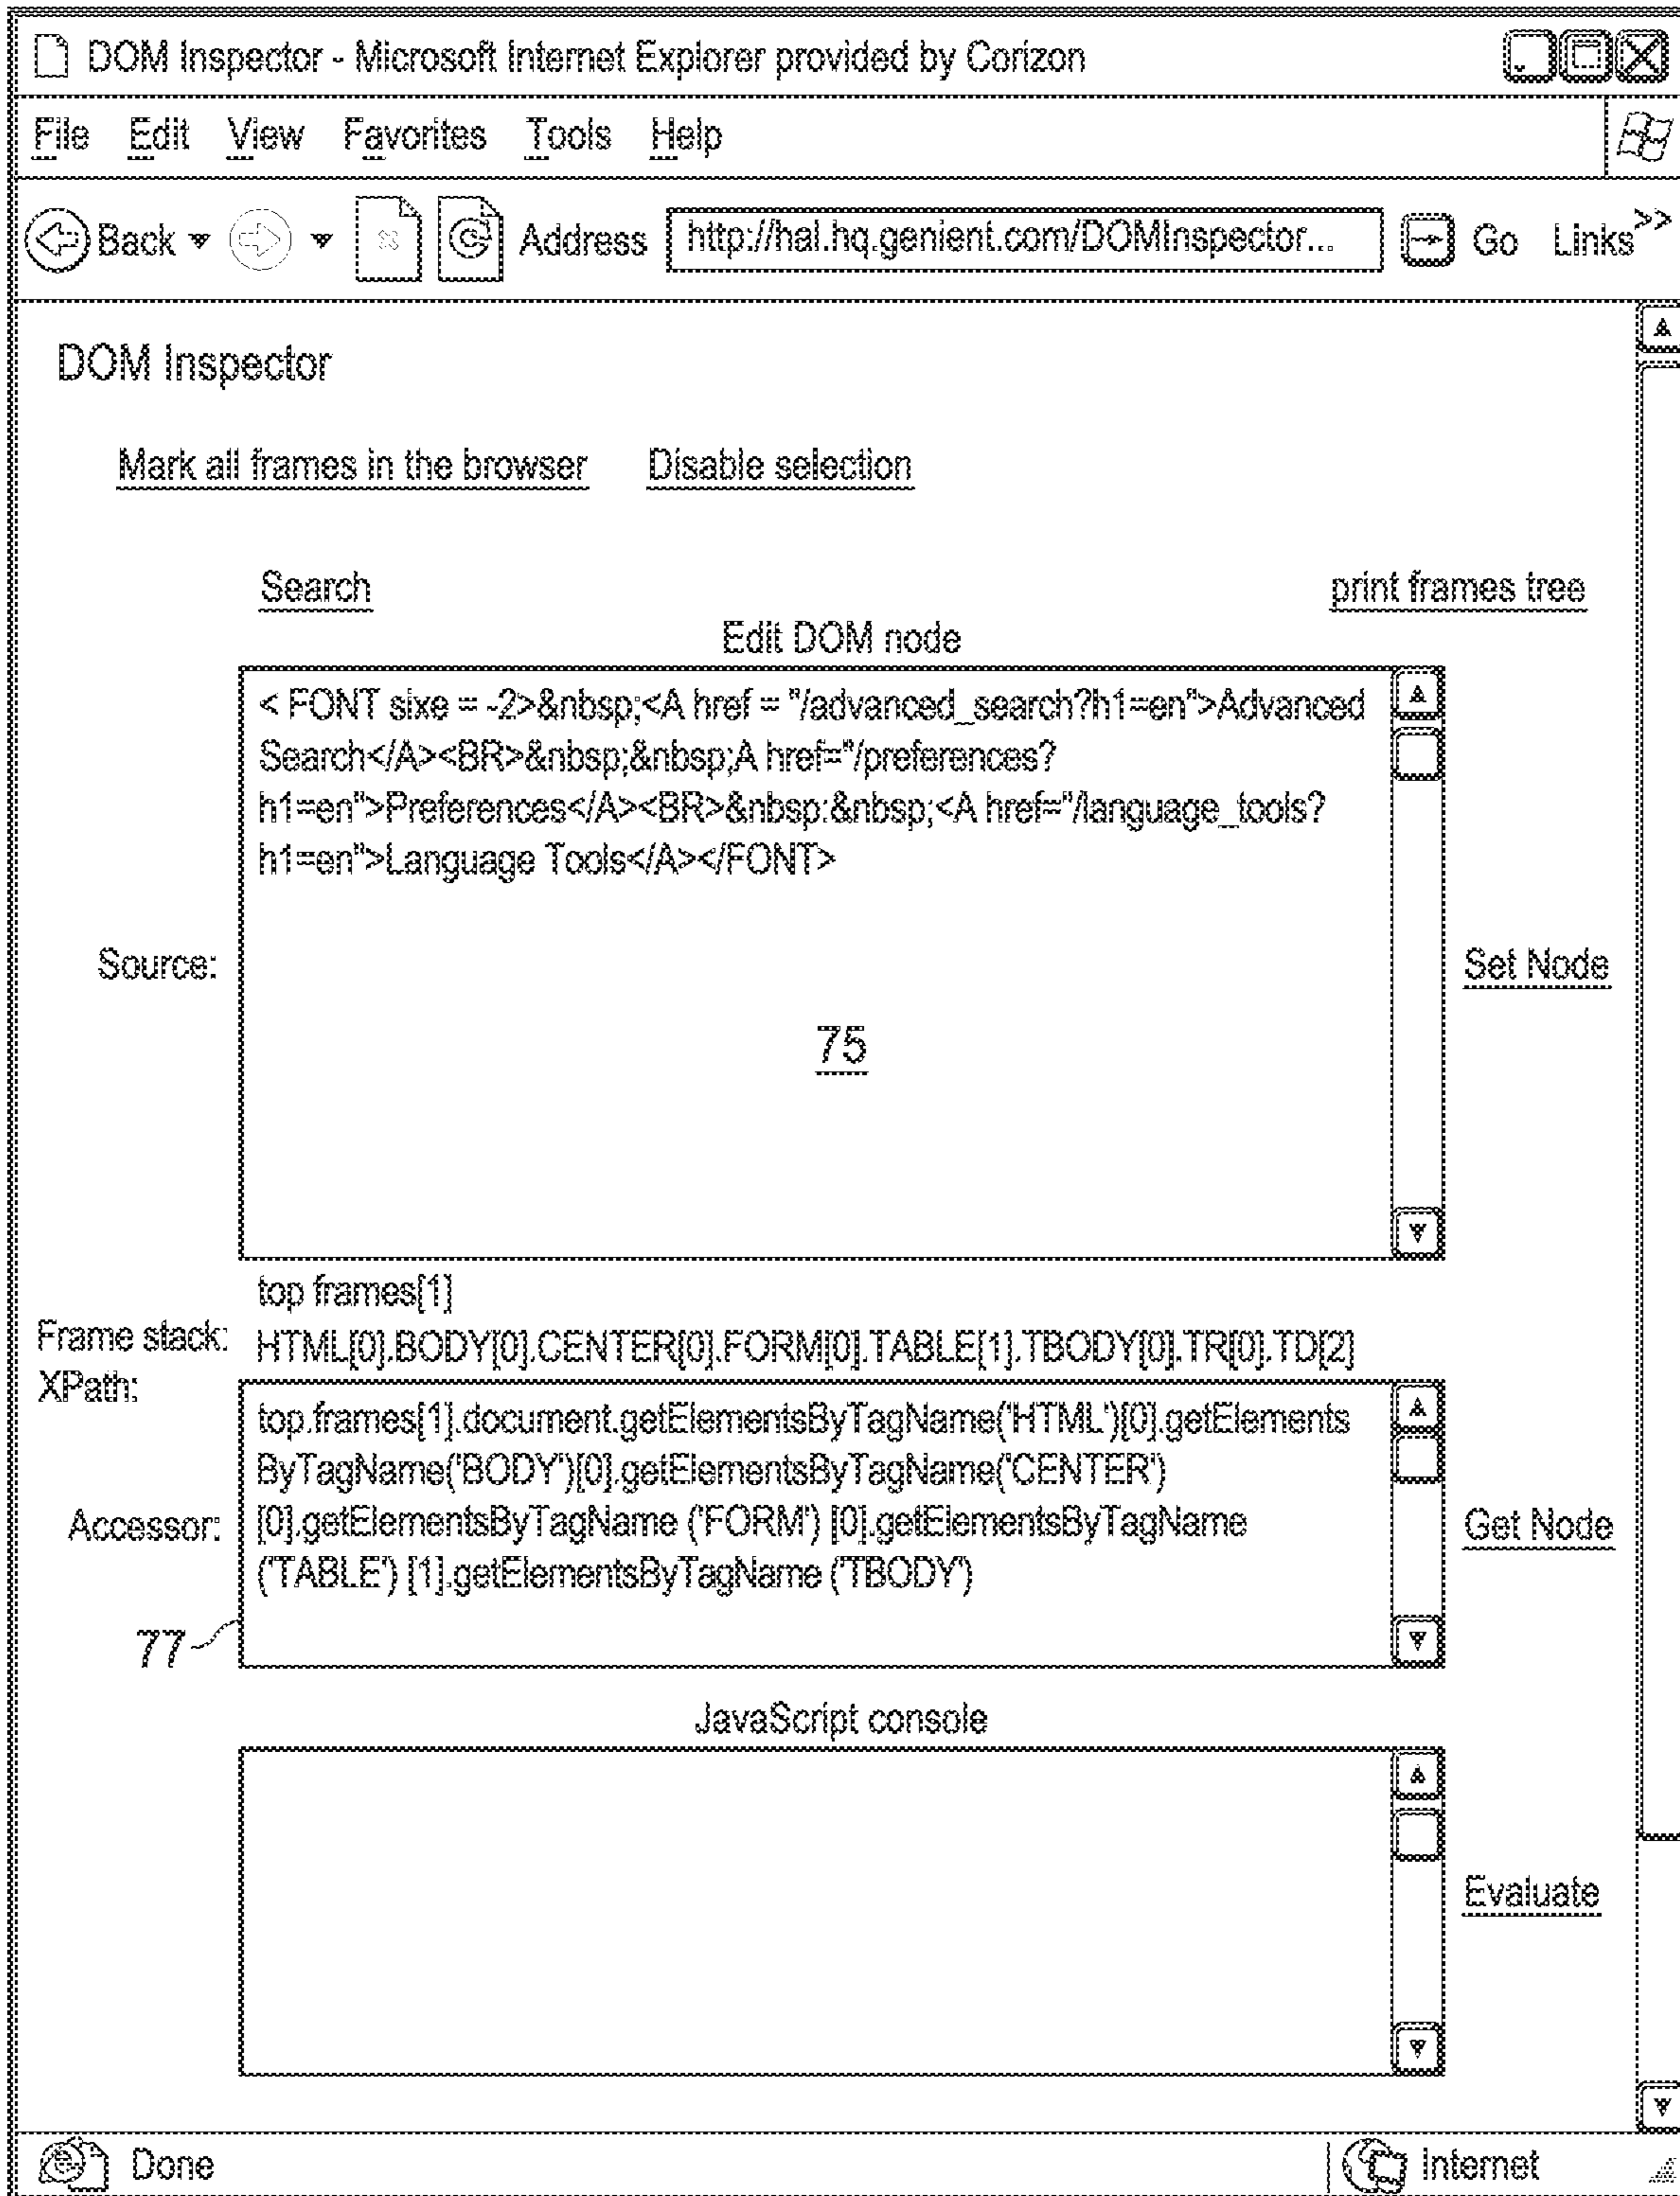 DOM Inspector - Microsoft Internet Explorer provided by Corizon
File Edit View Favorites Tools Help
Back Address http://hal.hq.genient.com/DOMInspector... Go Links >>
DOM Inspector
Mark all frames in the browser Disable selection
Search print frames tree
Edit DOM node
< FONT sixe = -2>&nbsp;<A href = "/advanced_search?h1=en">Advanced
Search</A><BR>&nbsp;&nbsp;A href="/preferences?
h1=en">Preferences</A><BR>&nbsp:&nbsp;<A href="/language_tools?
h1=en">Language Tools</A></FONT>
Source: Set Node
75
top frames[1]
Frame stack: HTML[0].BODY[0].CENTER[0].FORM[0].TABLE[1].TBODY[0].TR[0].TD[2]
XPath:
top.frames[1].document.getElementsByTagName('HTML')[0].getElements
ByTagName('BODY')[0].getElementsByTagName('CENTER')
Accessor: [0].getElementsByTagName ('FORM') [0].getElementsByTagName Get Node
('TABLE') [1].getElementsByTagName ('TBODY')
77
JavaScript console
Evaluate
Done Internet